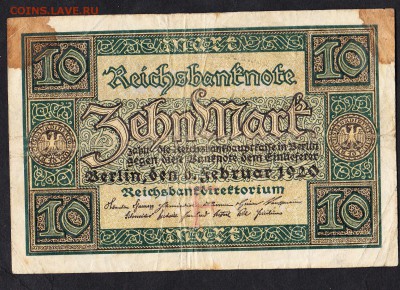 COINS.ЛАВЕ.RU
10 10
Reichsbanknote
Zehn Mark
zahlt die Reichsbankhauptkasse in Berlin
gegen diese Banknote dem Einlieferer
Berlin, den 6. Februar 1920
Reichsbankdirektorium
10 10